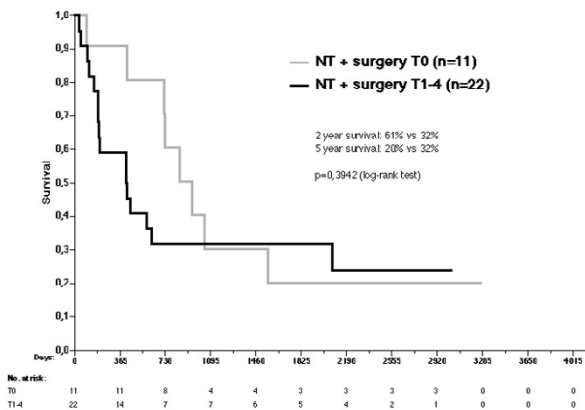 1,0
0,9
0,8
0,7
0,6
0,5
0,4
0,3
0,2
0,1
0,0
Survival
NT + surgery T0 (n=11)
NT + surgery T1-4 (n=22)
2 year survival: 61% vs 32%
5 year survival: 20% vs 32%
p=0,3942 (log-rank test)
Days: 0 365 730 1095 1460 1825 2190 2555 2920 3285 3650 4015
No. at risk:
T0 11 11 8 4 4 3 3 3 3 0 0 0
T1-4 22 14 7 7 6 5 4 2 1 0 0 0